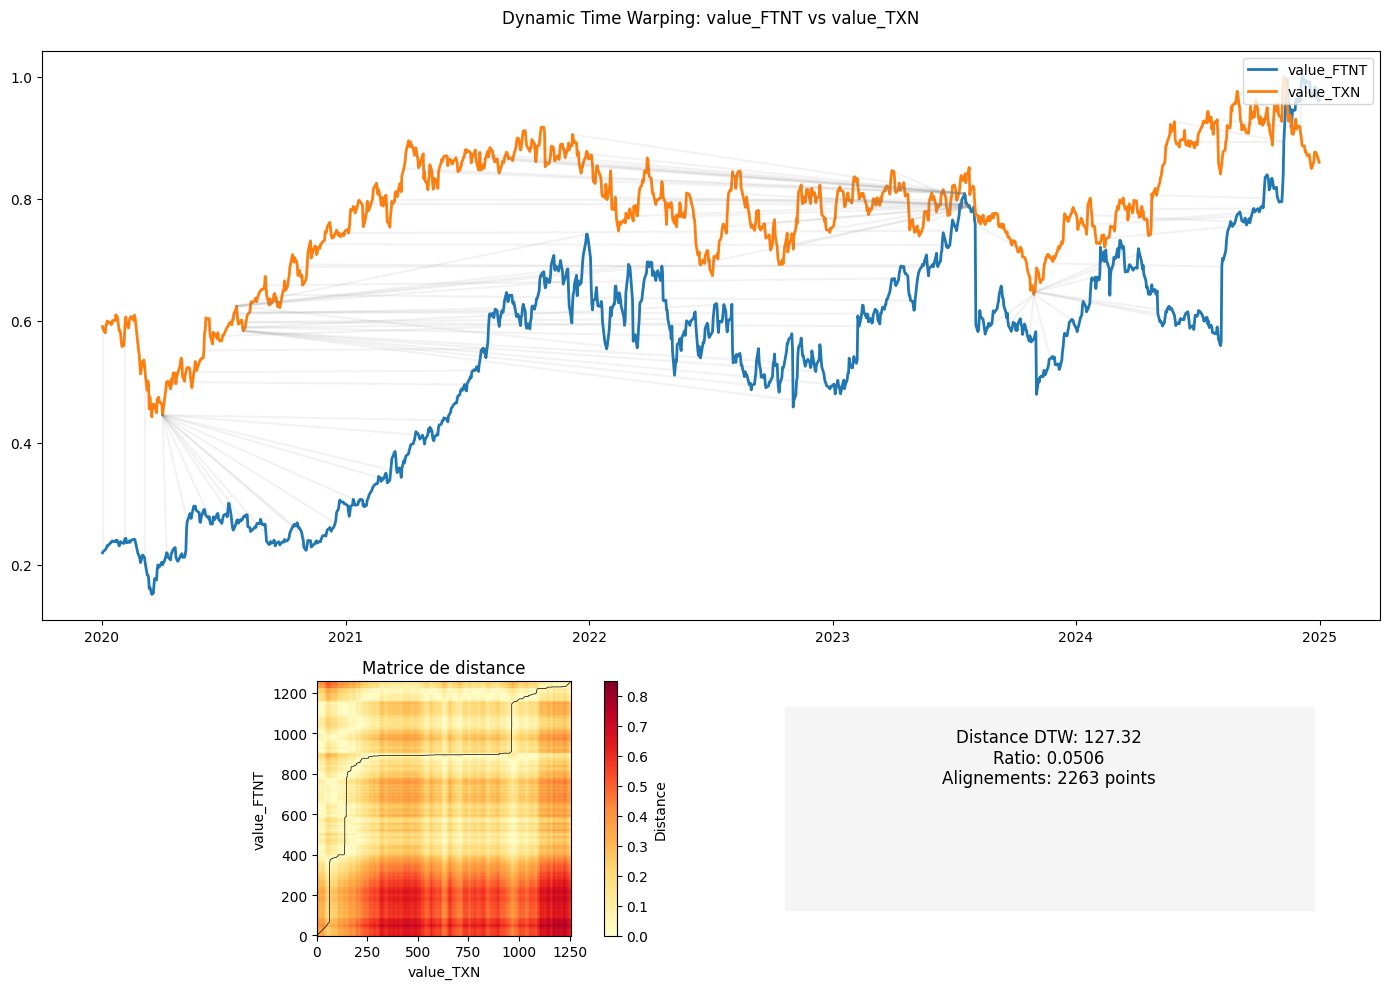 Dynamic Time Warping: value_FTNT vs value_TXN
value_FTNT
value_TXN
1.0
0.8
0.6
0.4
0.2
2020 2021 2022 2023 2024 2025
Matrice de distance
value_FTNT
1200
1000
800
600
400
200
0
0 250 500 750 1000 1250
value_TXN
0.8
0.7
0.6
0.5
0.4
0.3
0.2
0.1
0.0
Distance
Distance DTW: 127.32
Ratio: 0.0506
Alignements: 2263 points